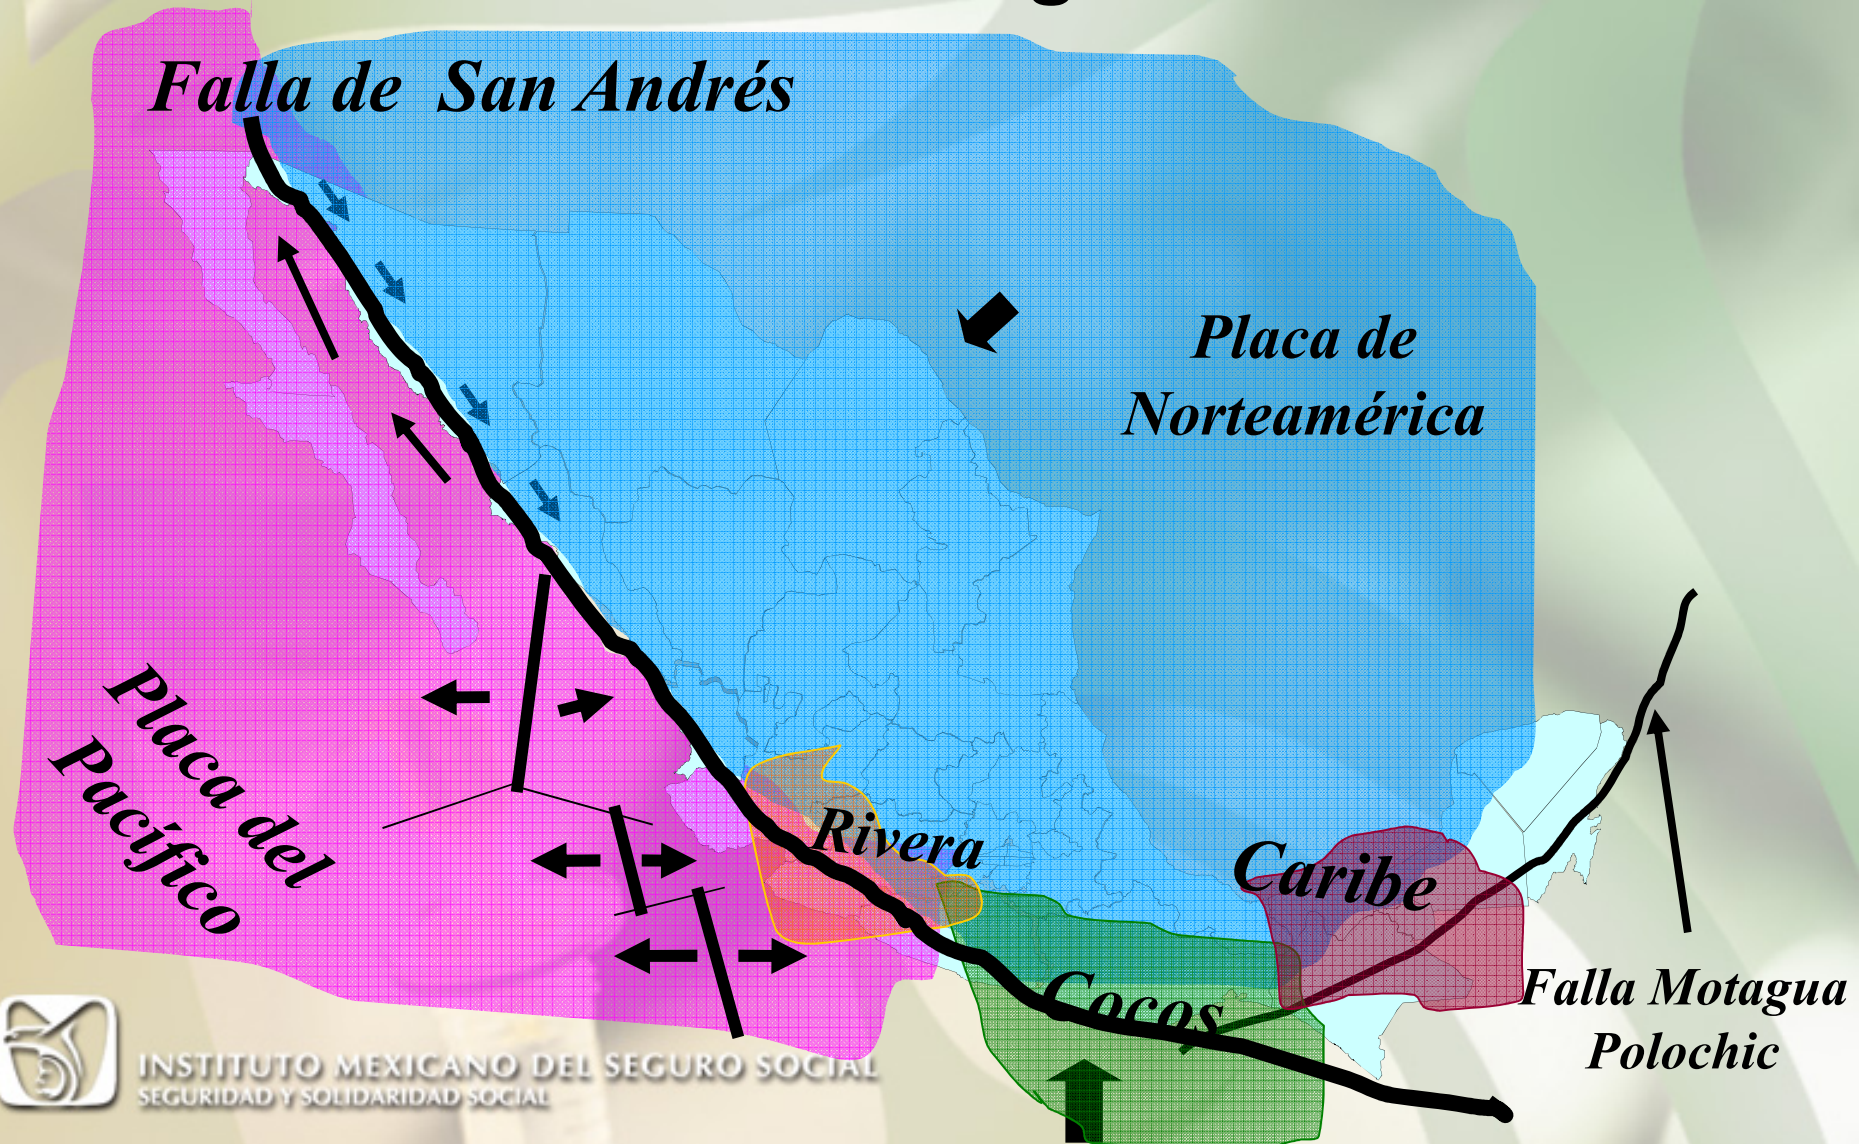 Falla de San Andrés
Placa de
Norteamérica
Placa del
Pacífico
Rivera
Caribe
Cocos
Falla Motagua
Polochic
INSTITUTO MEXICANO DEL SEGURO SOCIAL
SEGURIDAD Y SOLIDARIDAD SOCIAL